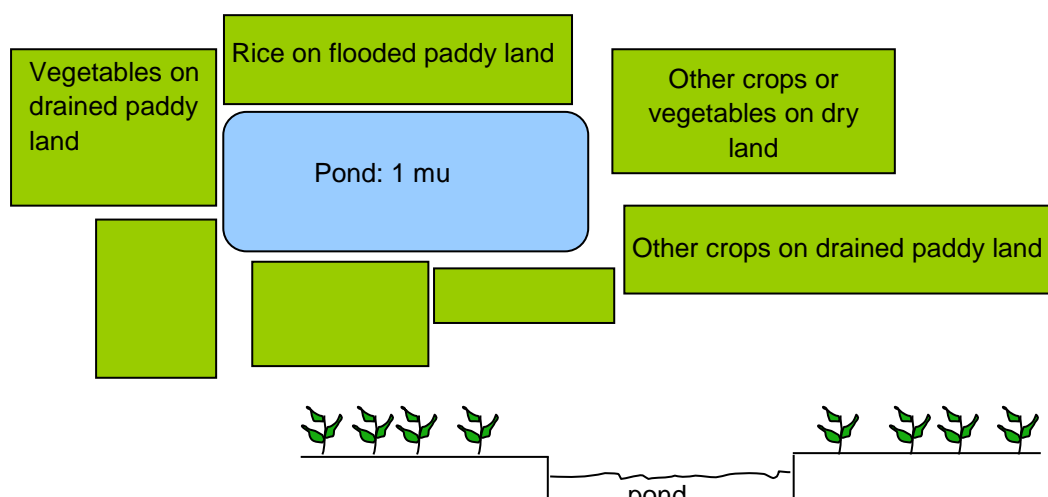 Rice on flooded paddy land
Vegetables on
drained paddy
land
Other crops or
vegetables on dry
land
Pond: 1 mu
Other crops on drained paddy land
pond